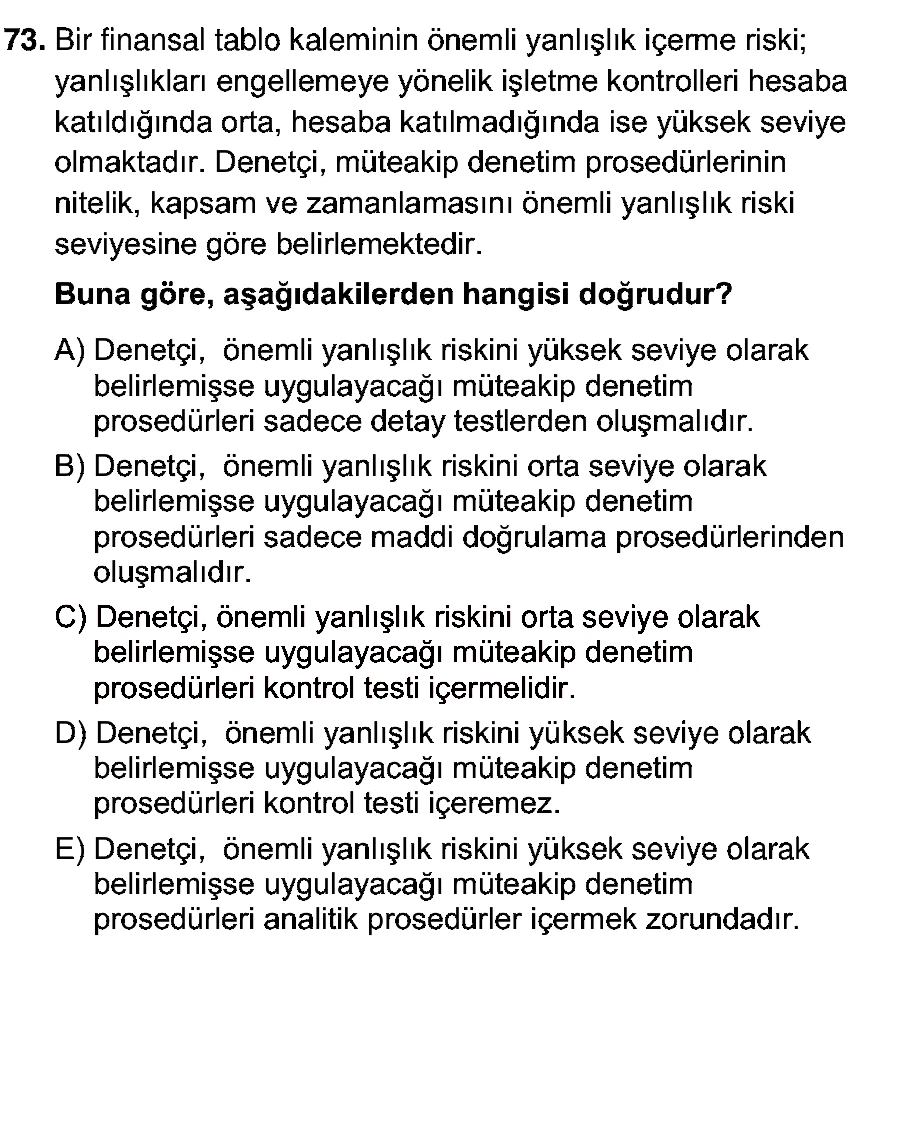 73. Bir finansal tablo kaleminin önemli yanlışlık içerme riski;
yanlışlıkları engellemeye yönelik işletme kontrolleri hesaba
katıldığında orta, hesaba katılmadığında ise yüksek seviye
olmaktadır. Denetçi, müteakip denetim prosedürlerinin
nitelik, kapsam ve zamanlamasını önemli yanlışlık riski
seviyesine göre belirlemektedir.
Buna göre, aşağıdakilerden hangisi doğrudur?
A) Denetçi, önemli yanlışlık riskini yüksek seviye olarak
belirlemişse uygulayacağı müteakip denetim
prosedürleri sadece detay testlerden oluşmalıdır.
B) Denetçi, önemli yanlışlık riskini orta seviye olarak
belirlemişse uygulayacağı müteakip denetim
prosedürleri sadece maddi doğrulama prosedürlerinden
oluşmalıdır.
C) Denetçi, önemli yanlışlık riskini orta seviye olarak
belirlemişse uygulayacağı müteakip denetim
prosedürleri kontrol testi içermelidir.
D) Denetçi, önemli yanlışlık riskini yüksek seviye olarak
belirlemişse uygulayacağı müteakip denetim
prosedürleri kontrol testi içeremez.
E) Denetçi, önemli yanlışlık riskini yüksek seviye olarak
belirlemişse uygulayacağı müteakip denetim
prosedürleri analitik prosedürler içermek zorundadır.